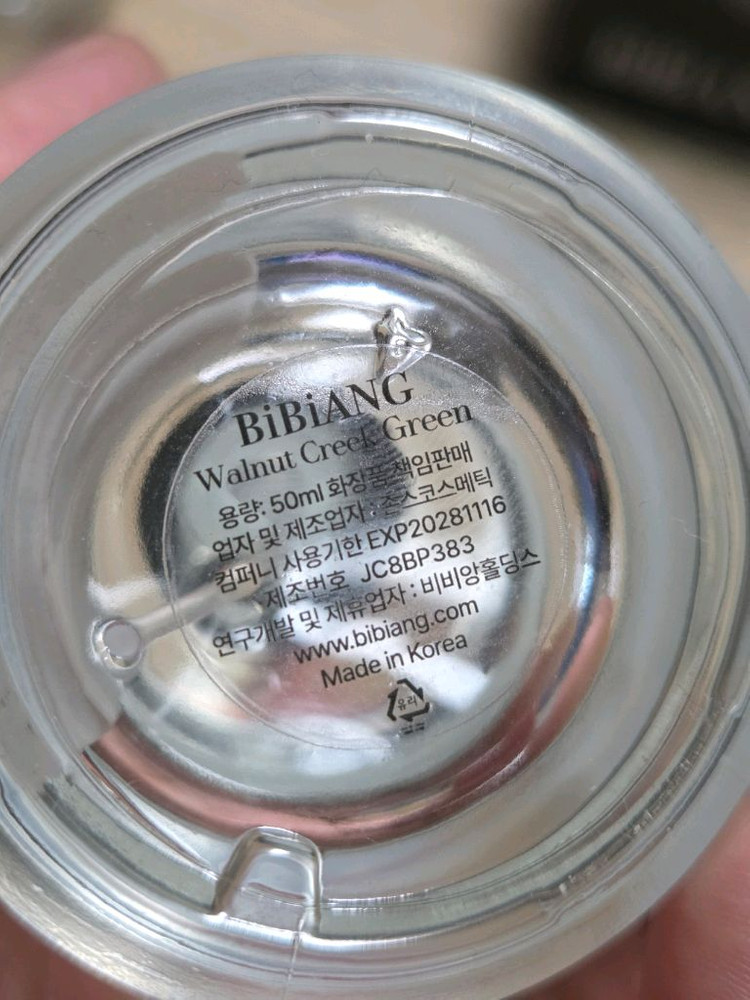 BiBiANG
Walnut Creek Green
용량: 50ml 화장품 책임판매
업자 및 제조업자 : 존스코스메틱
컴퍼니 사용기한 EXP20281116
제조번호 JC8BP383
연구개발 및 제휴업자 : 비비앙홀딩스
www.bibiang.com
Made in Korea
유리